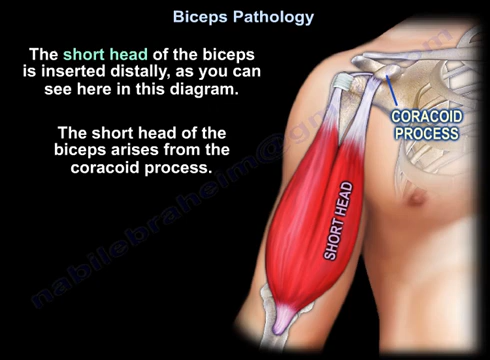 Biceps Pathology
The short head of the biceps
is inserted distally, as you can
see here in this diagram.
The short head of the
biceps arises from the
coracoid process.
CORACOID
PROCESS
SHORT HEAD